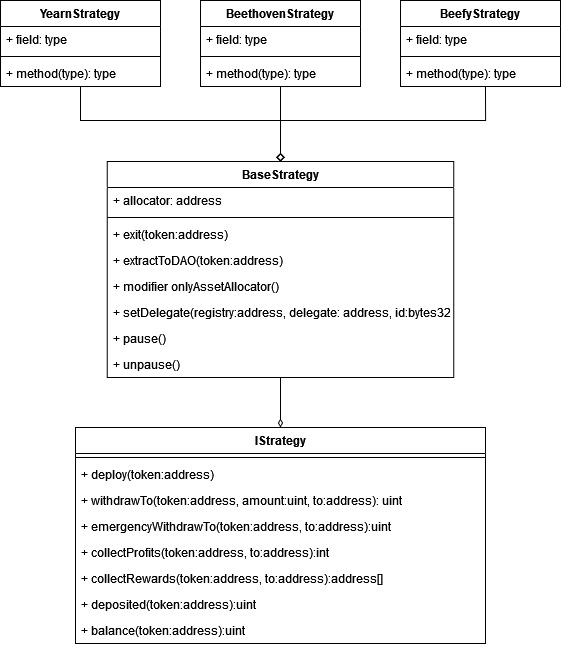 YearnStrategy
+ field: type
+ method(type): type
BeethovenStrategy
+ field: type
+ method(type): type
BeefyStrategy
+ field: type
+ method(type): type
BaseStrategy
+ allocator: address
+ exit(token:address)
+ extractToDAO(token:address)
+ modifier onlyAssetAllocator()
+ setDelegate(registry:address, delegate: address, id:bytes32
+ pause()
+ unpause()
IStrategy
+ deploy(token:address)
+ withdrawTo(token:address, amount:uint, to:address): uint
+ emergencyWithdrawTo(token:address, to:address):uint
+ collectProfits(token:address, to:address):int
+ collectRewards(token:address, to:address):address[]
+ deposited(token:address):uint
+ balance(token:address):uint